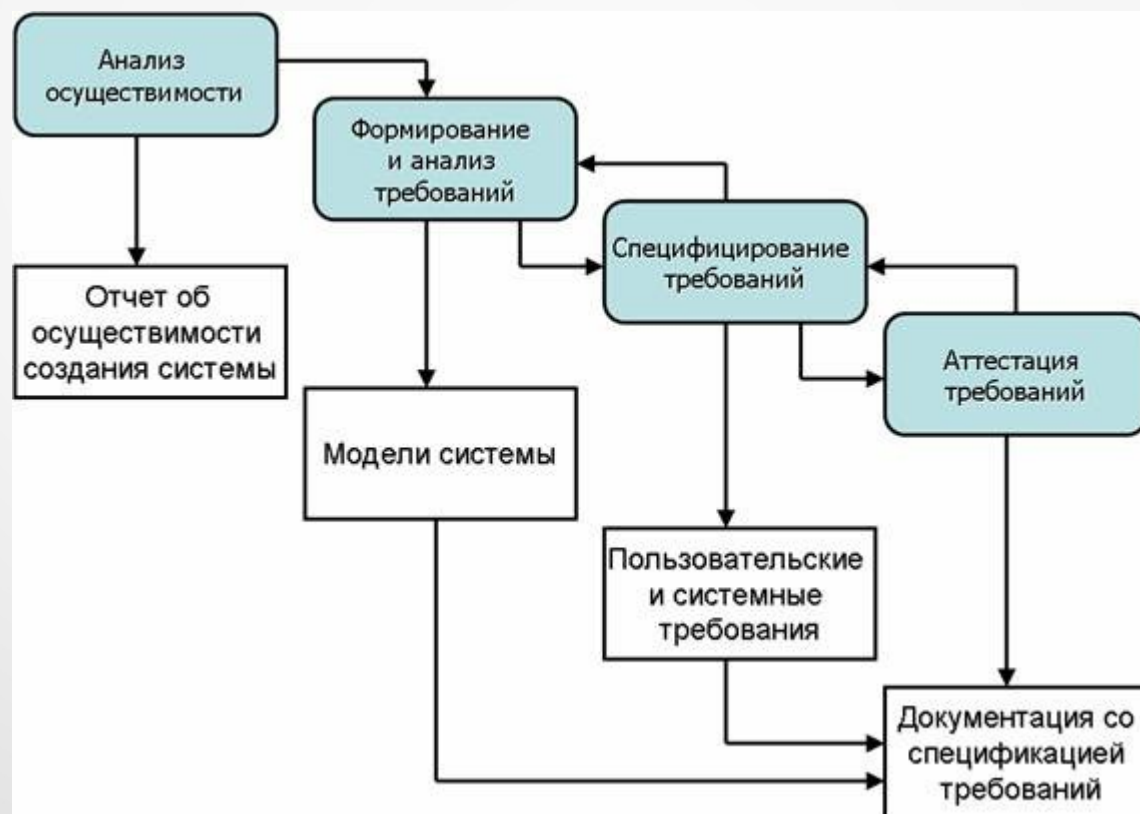 Анализ
осуществимости
Формирование
и анализ
требований
Специфицирование
требований
Аттестация
требований
Отчет об
осуществимости
создания системы
Модели системы
Пользовательские
и системные
требования
Документация со
спецификацией
требований